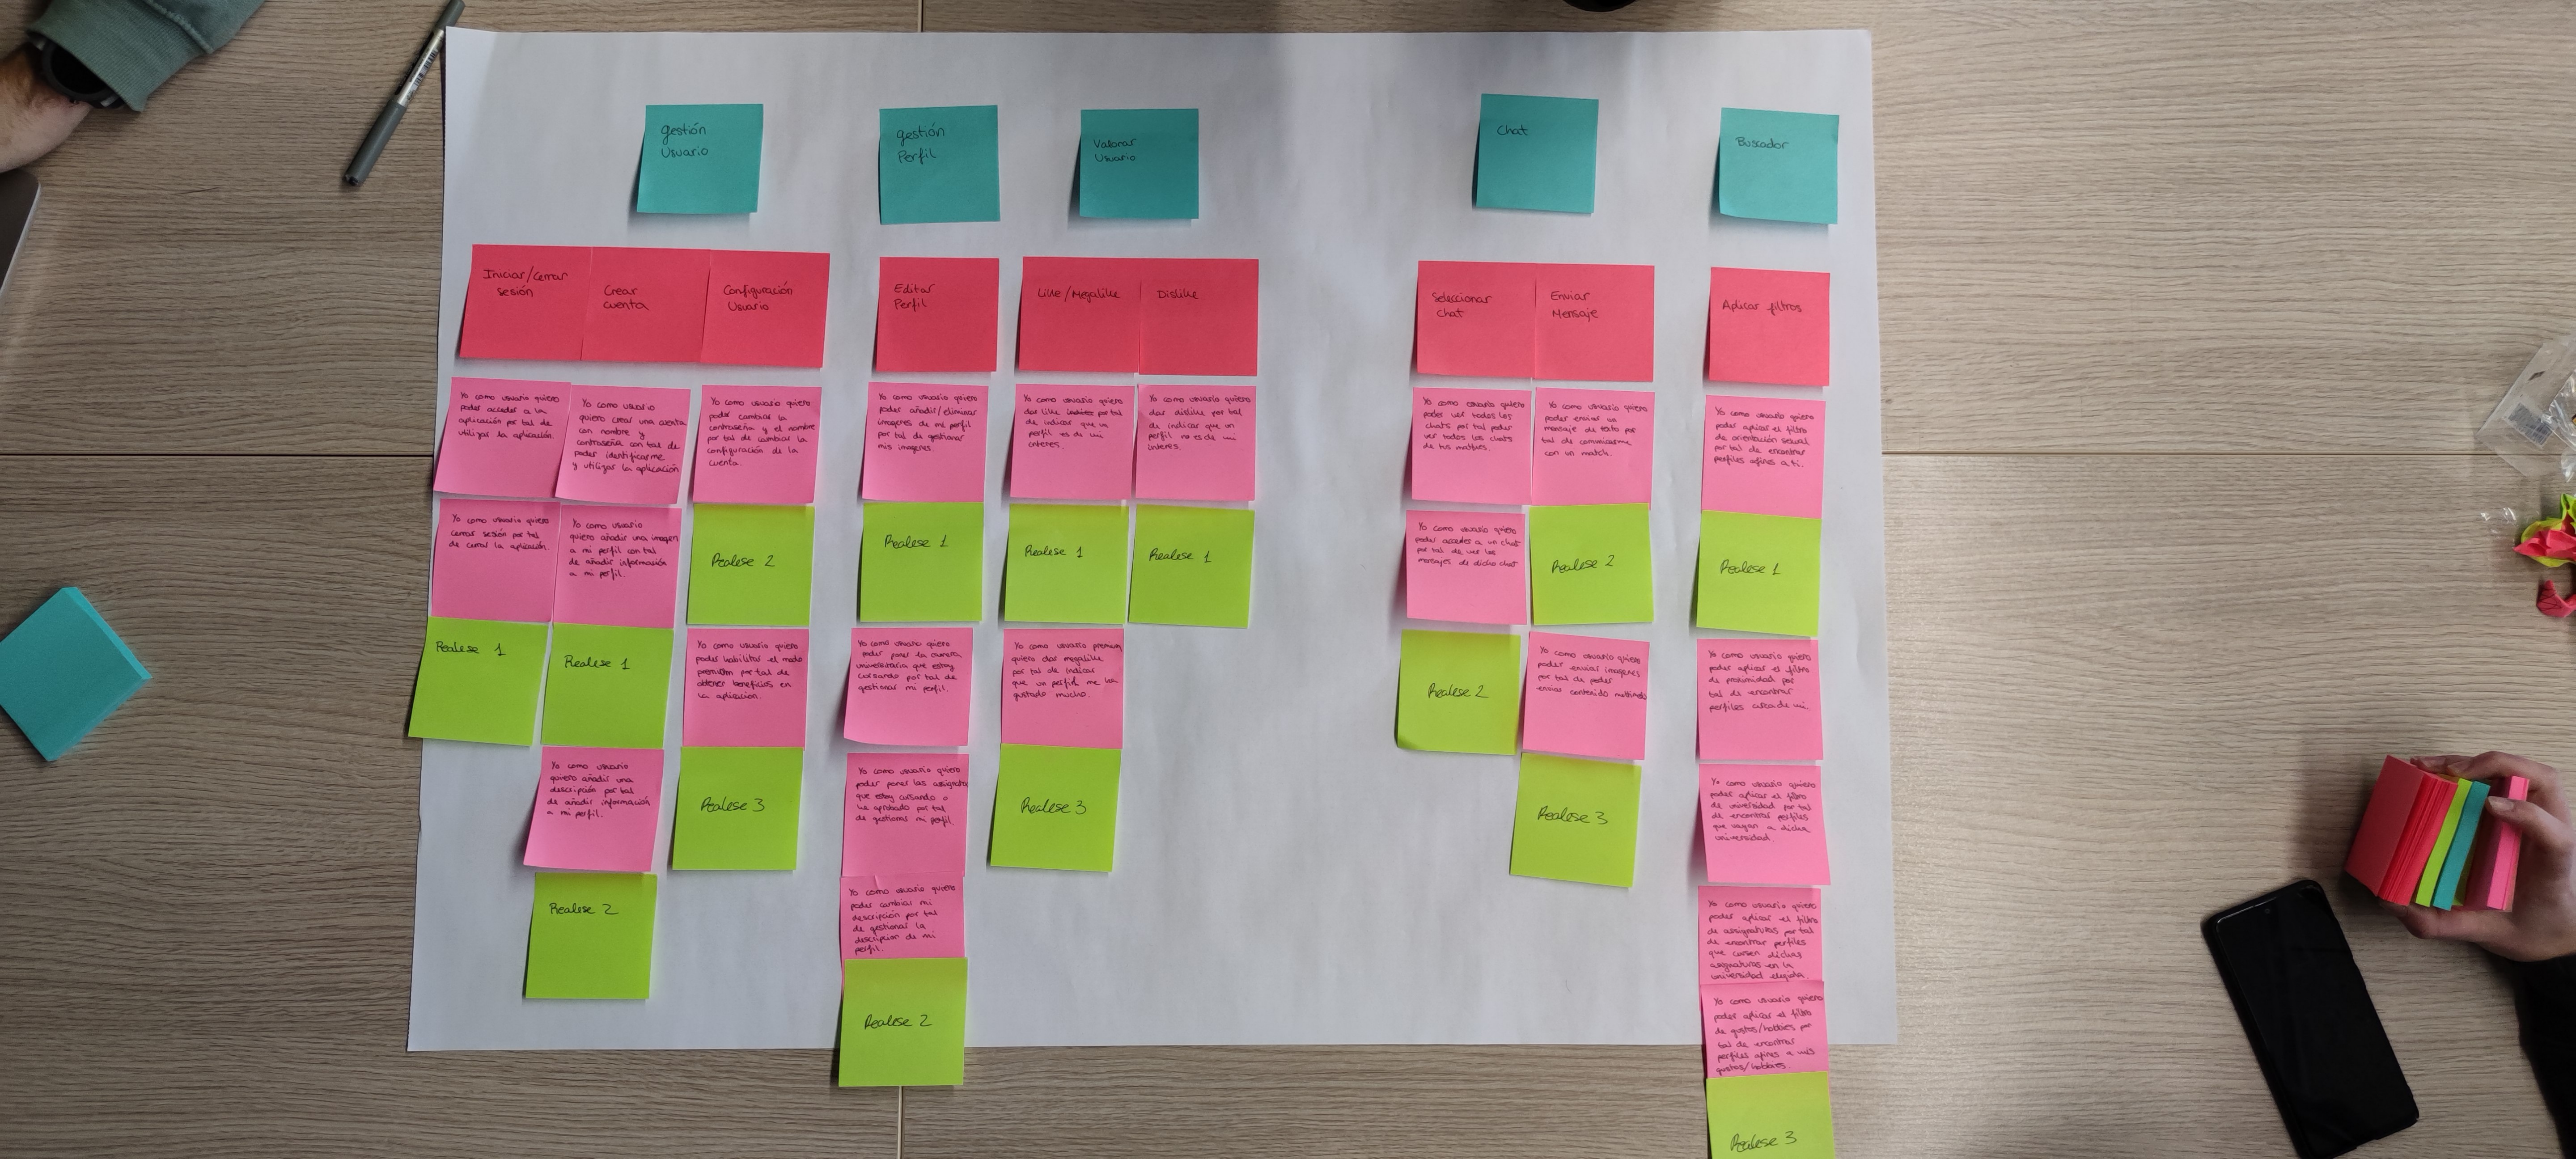 gestión
Usuario
gestión
Perfil
Valorar
Usuario
Chat
Buscador
Iniciar/Cerrar
sesión
Crear
cuenta
Configuración
Usuario
Editar
Perfil
Like/Megalike
Dislike
Seleccionar
Chat
Enviar
Mensaje
Aplicar filtros
Yo como usuario quiero
poder acceder a la
aplicación por tal de
utilizar la aplicación.
Yo como usuario quiero
cerrar sesión por tal
de cerrar la aplicación.
Realese 1
Yo como usuario
quiero crear una cuenta
con nombre y
contraseña con tal de
poder identificarme
y utilizar la aplicación
Yo como usuario
quiero añadir una imagen
a mi perfil con tal
de añadir información
a mi perfil.
Realese 1
Yo como usuario
quiero añadir una
descripción por tal
de añadir información
a mi perfil.
Realese 2
Yo como usuario quiero
poder cambiar la
contraseña y el nombre
por tal de cambiar la
configuración de la
cuenta.
Realese 2
Yo como usuario quiero
poder habilitar el modo
premium por tal de
obtener beneficios en
la aplicación.
Realese 3
Yo como usuario quiero
poder añadir/eliminar
imagenes de mi perfil
por tal de gestionar
mis imagenes.
Realese 1
Yo como usuario quiero
poder poner la carrera
universitaria que estoy
cursando por tal de
gestionar mi perfil.
Yo como usuario quiero
poder poner las assignaturas
que estoy cursando o
he aprobado por tal
de gestionar mi perfil.
Yo como usuario quiero
poder cambiar mi
descripción por tal
de gestionar la
descripcion de mi
perfil.
Realese 2
Yo como usuario quiero
dar like por tal
de indicar que un
perfil es de mi
interes.
Realese 1
Yo como usuario premium
quiero dar megalike
por tal de indicar
que un perfil me ha
gustado mucho.
Realese 3
Yo como usuario quiero
dar dislike por tal
de indicar que un
perfil no es de mi
interes.
Realese 1
Yo como usuario quiero
poder ver todos los
chats por tal poder
ver todos los chats
de tus matches.
Yo como usuario quiero
poder acceder a un chat
por tal de ver los
mensajes de dicho chat
Realese 2
Yo como usuario quiero
poder enviar un
mensaje de texto por
tal de comunicarme
con un match.
Realese 2
Yo como usuario quiero
poder enviar imagenes
por tal de poder
enviar contenido multimedia
Realese 3
Yo como usuario quiero
poder aplicar el filtro
de orientación sexual
por tal de encontrar
perfiles afines a ti.
Realese 1
Yo como usuario quiero
poder aplicar el filtro
de proximidad por
tal de encontrar
perfiles cerca de mi.
Yo como usuario quiero
poder aplicar el filtro
de universidad por tal
de encontrar perfiles
que vayan a dicha
universidad.
Yo como usuario quiero
poder aplicar el filtro
de assignaturas por tal
de encontrar perfiles
que cursen dichas
asignaturas en la
universidad elegida.
Yo como usuario quiero
poder aplicar el filtro
de gustos/hobbies por
tal de encontrar
perfiles afines a mis
gustos/hobbies.
Realese 3